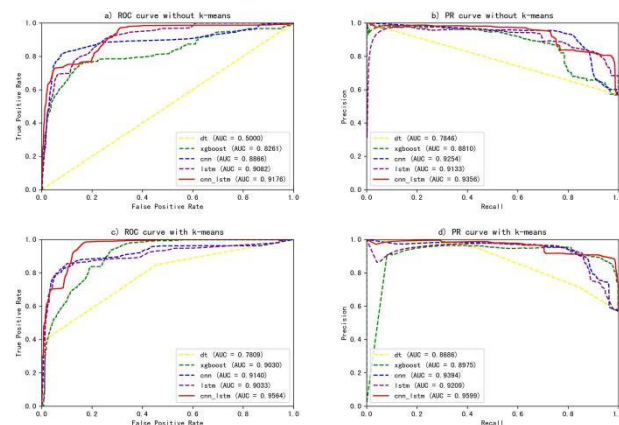 a) ROC curve without k-means
True Positive Rate
1.0
0.8
0.6
0.4
0.2
0.0
dt (AUC = 0.5000)
xgboost (AUC = 0.8261)
cnn (AUC = 0.8866)
lstm (AUC = 0.9082)
cnn_lstm (AUC = 0.9176)
0.0 0.2 0.4 0.6 0.8 1.0
False Positive Rate
b) PR curve without k-means
Precision
1.0
0.8
0.6
0.4
0.2
0.0
dt (AUC = 0.7846)
xgboost (AUC = 0.8810)
cnn (AUC = 0.9254)
lstm (AUC = 0.9133)
cnn_lstm (AUC = 0.9356)
0.0 0.2 0.4 0.6 0.8 1.0
Recall
c) ROC curve with k-means
True Positive Rate
1.0
0.8
0.6
0.4
0.2
0.0
dt (AUC = 0.7809)
xgboost (AUC = 0.9030)
cnn (AUC = 0.9140)
lstm (AUC = 0.9033)
cnn_lstm (AUC = 0.9564)
0.0 0.2 0.4 0.6 0.8 1.0
False Positive Rate
d) PR curve with k-means
Precision
1.0
0.8
0.6
0.4
0.2
0.0
dt (AUC = 0.8686)
xgboost (AUC = 0.8975)
cnn (AUC = 0.9394)
lstm (AUC = 0.9209)
cnn_lstm (AUC = 0.9599)
0.0 0.2 0.4 0.6 0.8 1.0
Recall